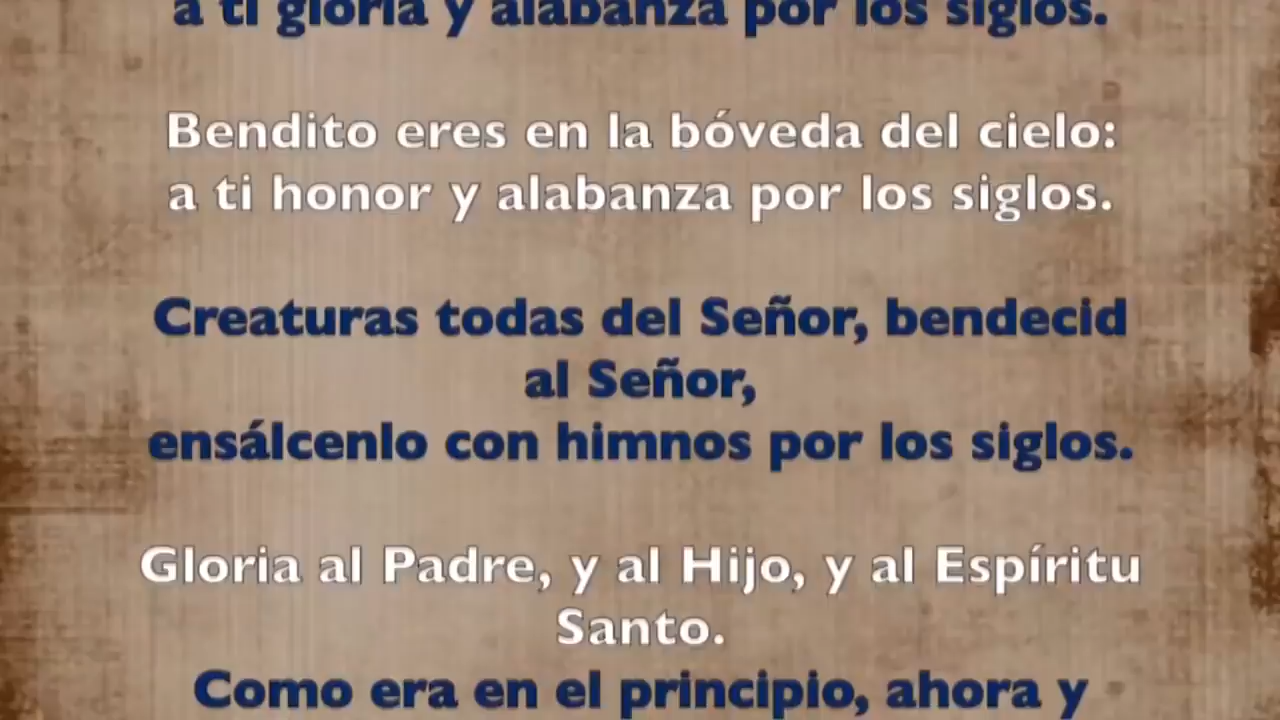 a ti gloria y alabanza por los siglos.
Bendito eres en la bóveda del cielo:
a ti honor y alabanza por los siglos.
Creaturas todas del Señor, bendecid
al Señor,
ensálcenlo con himnos por los siglos.
Gloria al Padre, y al Hijo, y al Espíritu
Santo.
Como era en el principio, ahora y